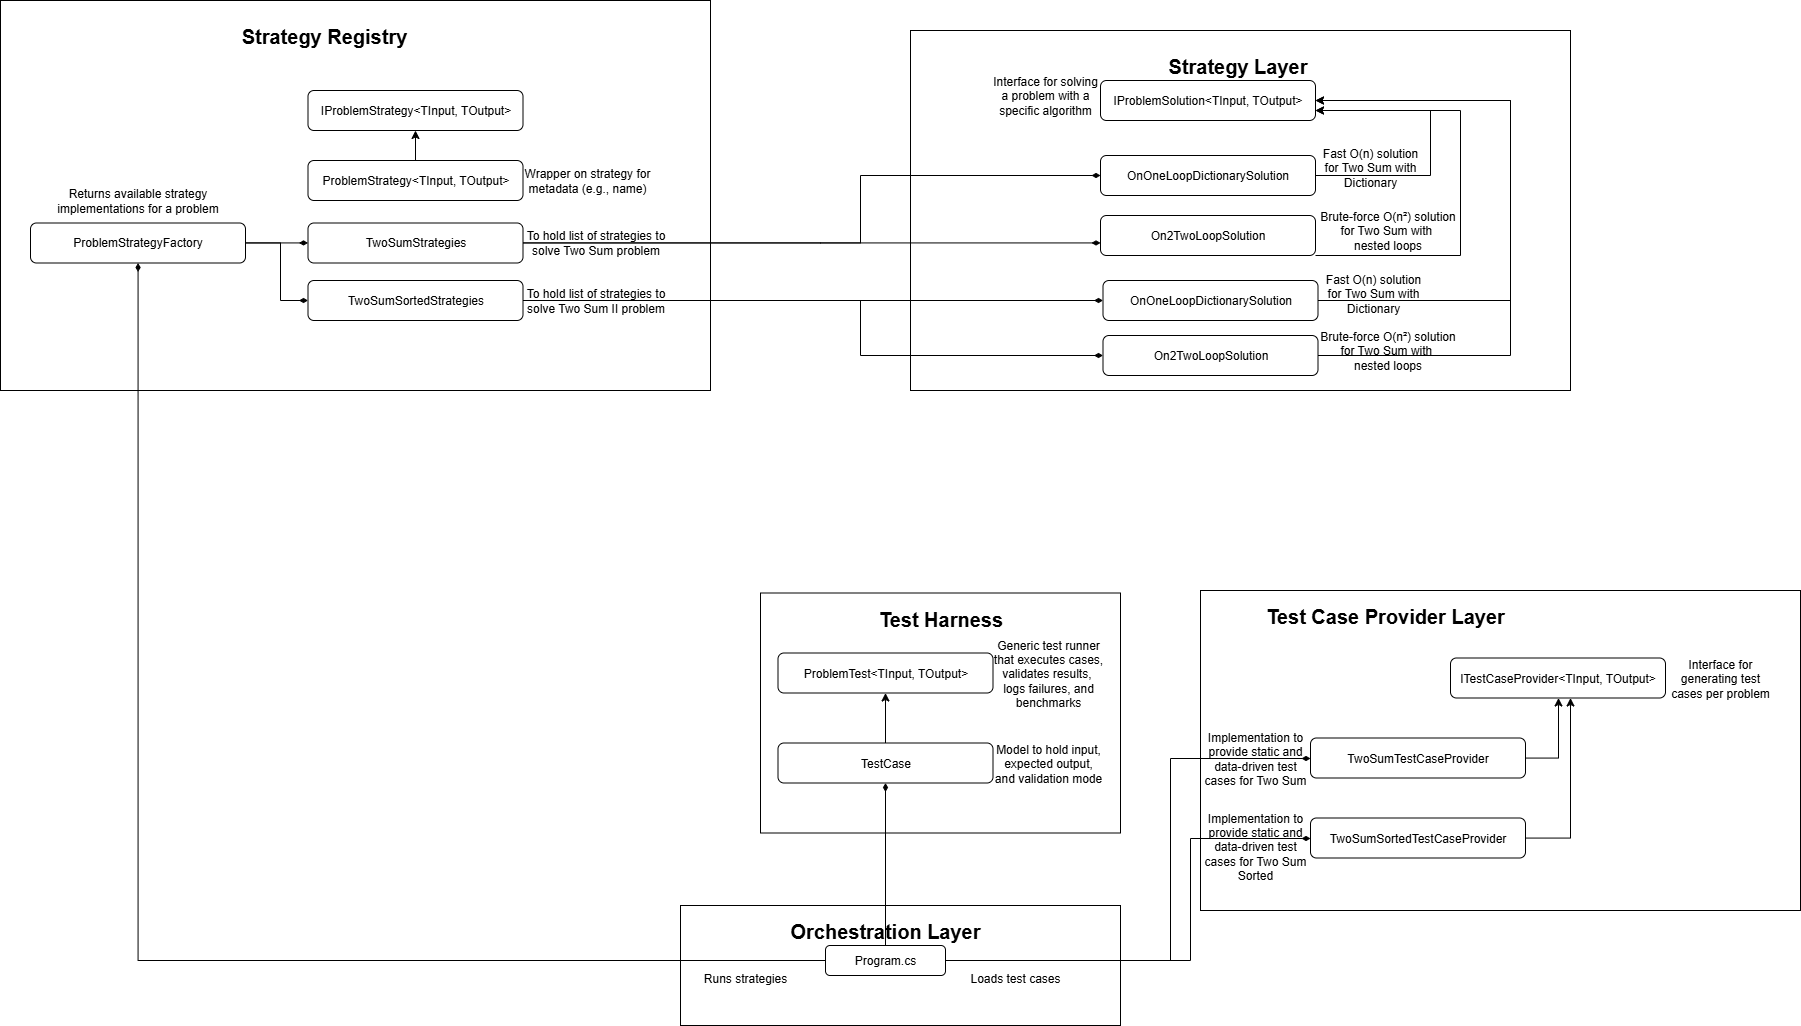 Strategy Registry
IProblemStrategy<TInput, TOutput>
ProblemStrategy<TInput, TOutput>
Wrapper on strategy for
metadata (e.g., name)
Returns available strategy
implementations for a problem
ProblemStrategyFactory
TwoSumStrategies
To hold list of strategies to
solve Two Sum problem
TwoSumSortedStrategies
To hold list of strategies to
solve Two Sum II problem
Strategy Layer
Interface for solving
a problem with a
specific algorithm
IProblemSolution<TInput, TOutput>
OnOneLoopDictionarySolution
Fast O(n) solution
for Two Sum with
Dictionary
On2TwoLoopSolution
Brute-force O(n²) solution
for Two Sum with
nested loops
OnOneLoopDictionarySolution
Fast O(n) solution
for Two Sum with
Dictionary
On2TwoLoopSolution
Brute-force O(n²) solution
for Two Sum with
nested loops
Test Harness
ProblemTest<TInput, TOutput>
Generic test runner
that executes cases,
validates results,
logs failures, and
benchmarks
TestCase
Model to hold input,
expected output,
and validation mode
Test Case Provider Layer
ITestCaseProvider<TInput, TOutput>
Interface for
generating test
cases per problem
Implementation to
provide static and
data-driven test
cases for Two Sum
TwoSumTestCaseProvider
Implementation to
provide static and
data-driven test
cases for Two Sum
Sorted
TwoSumSortedTestCaseProvider
Orchestration Layer
Program.cs
Runs strategies
Loads test cases